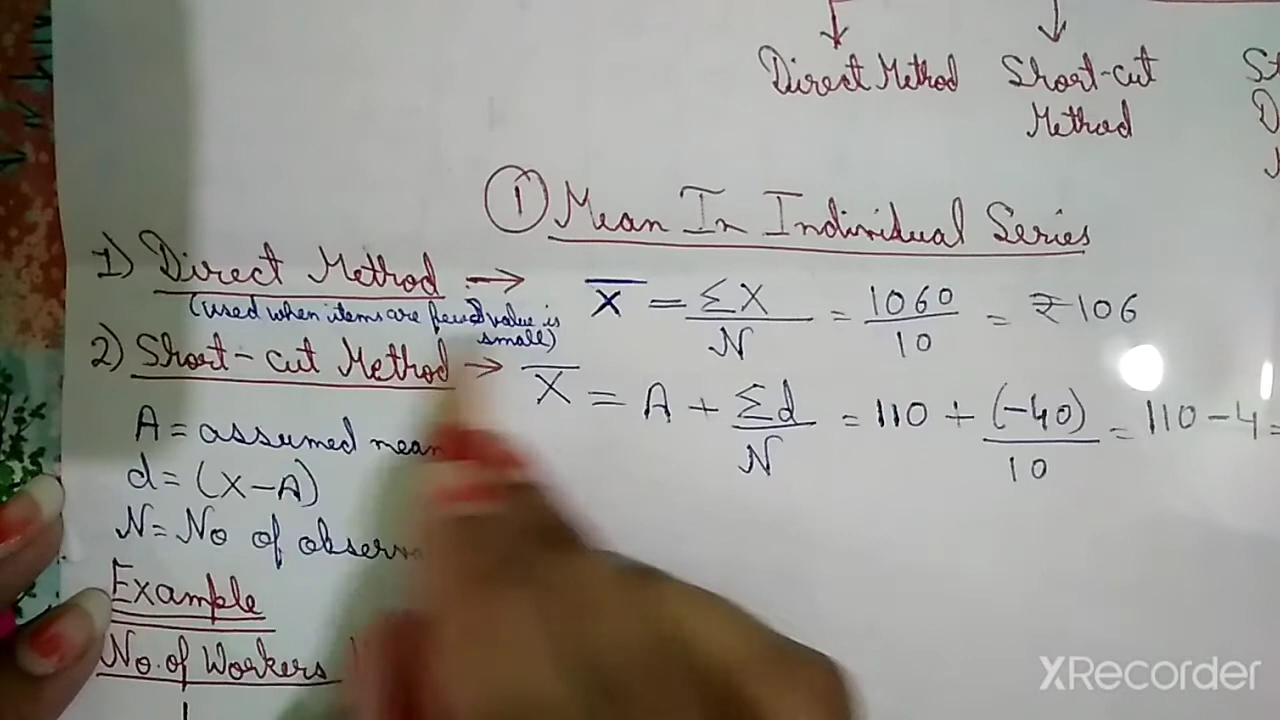 Direct Method
Short-cut
Method
① Mean In Individual Series
1) Direct Method → X̅ = ΣX/N = 1060/10 = ₹106
(used when items are few & value is
small)
2) Short-cut Method → X̅ = A + Σd/N = 110 + (-40)/10 = 110 - 4 =
A = assumed mean
d = (X-A)
N = No of
Example
No. of Workers
XRecorder